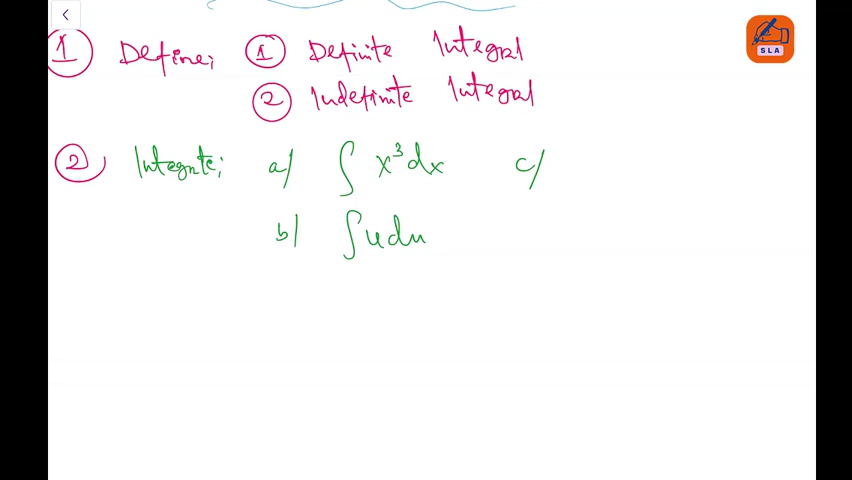 ① Define; ① Definite Integral
② Indefinite Integral
② Integrate; a/ ∫ x³dx c/
b/ ∫ udu
SLA